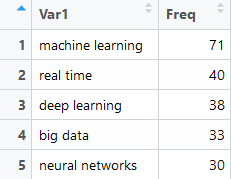 Var1 Freq
1 machine learning 71
2 real time 40
3 deep learning 38
4 big data 33
5 neural networks 30